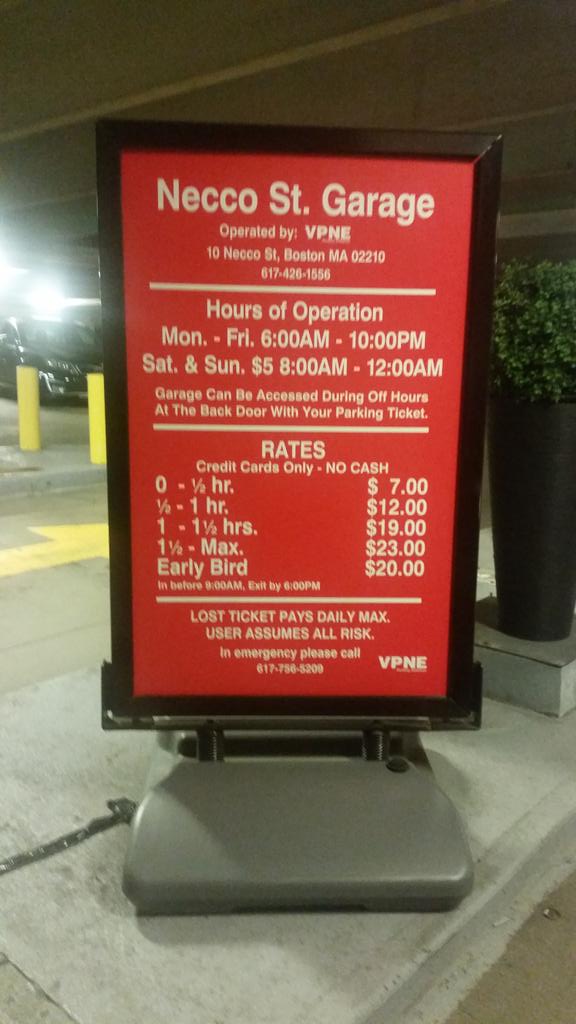 Necco St. Garage
Operated by: VPNE
10 Necco St, Boston MA 02210
617-426-1556
Hours of Operation
Mon. - Fri. 6:00AM - 10:00PM
Sat. & Sun. $5 8:00AM - 12:00AM
Garage Can Be Accessed During Off Hours
At The Back Door With Your Parking Ticket.
RATES
Credit Cards Only - NO CASH
0 - ½ hr. $ 7.00
½ - 1 hr. $12.00
1 - 1½ hrs. $19.00
1½ - Max. $23.00
Early Bird $20.00
In before 9:00AM, Exit by 6:00PM
LOST TICKET PAYS DAILY MAX.
USER ASSUMES ALL RISK.
In emergency please call
617-756-5209
VPNE